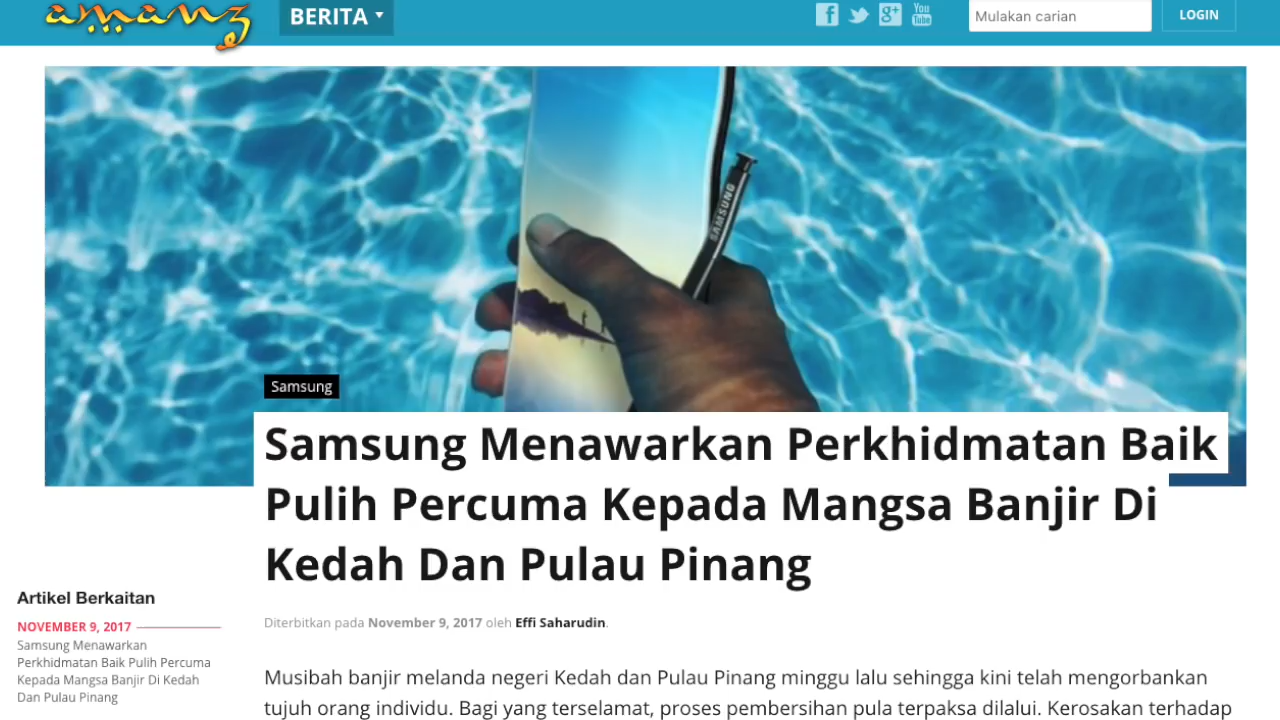 amanz
BERITA
Mulakan carian
LOGIN
SAMSUNG
Samsung
Samsung Menawarkan Perkhidmatan Baik
Pulih Percuma Kepada Mangsa Banjir Di
Kedah Dan Pulau Pinang
Diterbitkan pada November 9, 2017 oleh Effi Saharudin.
Artikel Berkaitan
NOVEMBER 9, 2017
Samsung Menawarkan
Perkhidmatan Baik Pulih Percuma
Kepada Mangsa Banjir Di Kedah
Dan Pulau Pinang
Musibah banjir melanda negeri Kedah dan Pulau Pinang minggu lalu sehingga kini telah mengorbankan
tujuh orang individu. Bagi yang terselamat, proses pembersihan pula terpaksa dilalui. Kerosakan terhadap